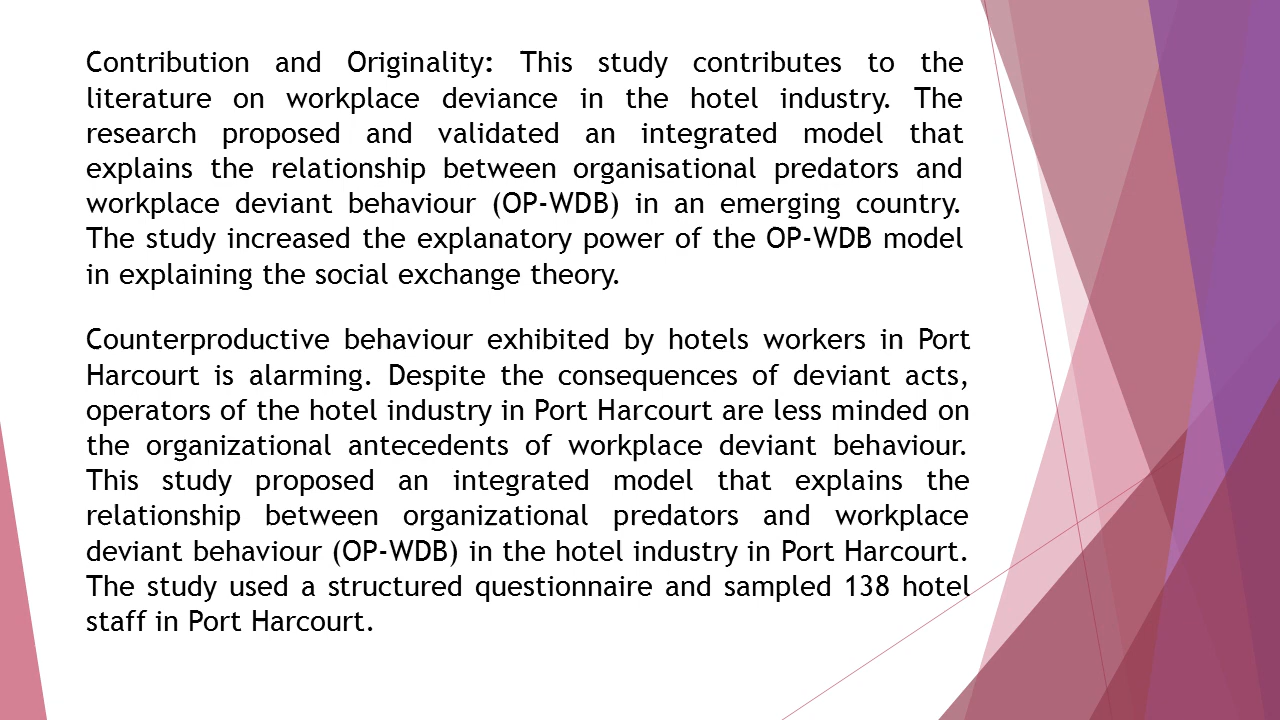 Contribution and Originality: This study contributes to the
literature on workplace deviance in the hotel industry. The
research proposed and validated an integrated model that
explains the relationship between organisational predators and
workplace deviant behaviour (OP-WDB) in an emerging country.
The study increased the explanatory power of the OP-WDB model
in explaining the social exchange theory.
Counterproductive behaviour exhibited by hotels workers in Port
Harcourt is alarming. Despite the consequences of deviant acts,
operators of the hotel industry in Port Harcourt are less minded on
the organizational antecedents of workplace deviant behaviour.
This study proposed an integrated model that explains the
relationship between organizational predators and workplace
deviant behaviour (OP-WDB) in the hotel industry in Port Harcourt.
The study used a structured questionnaire and sampled 138 hotel
staff in Port Harcourt.